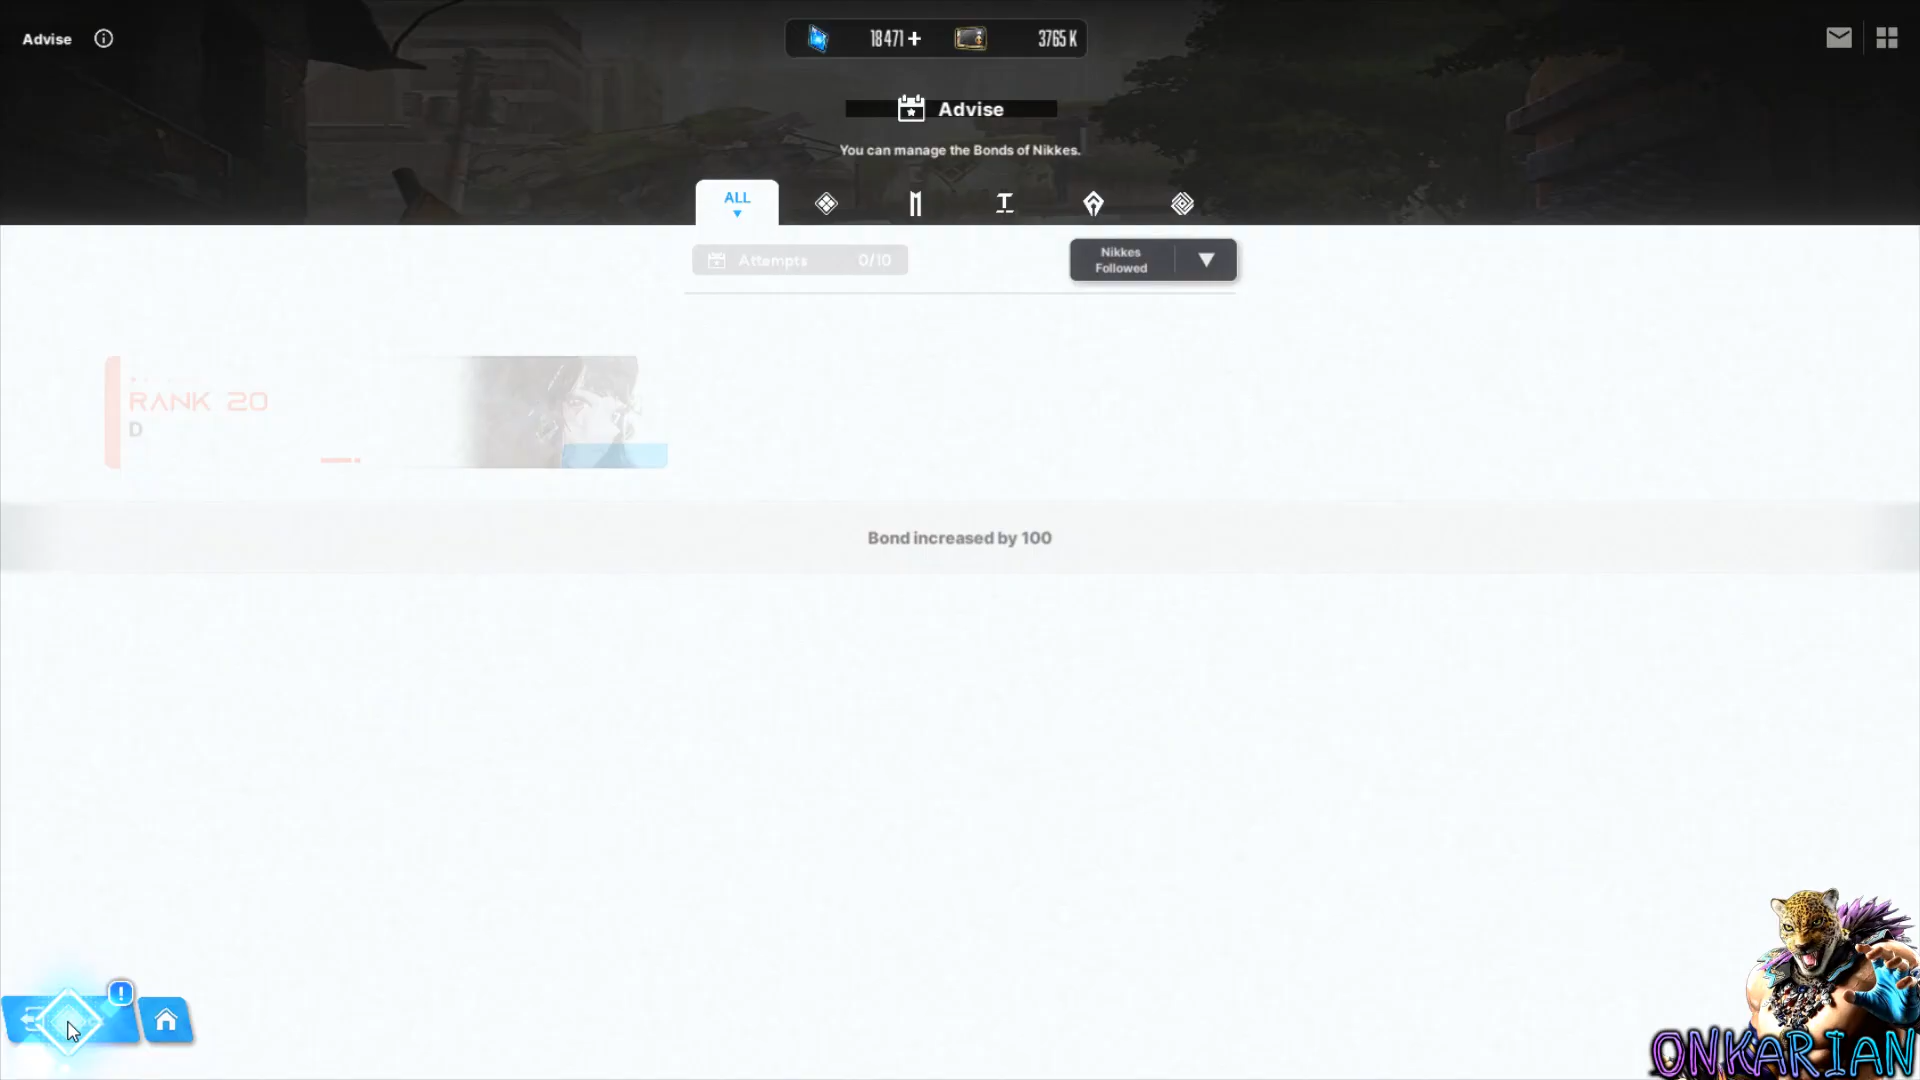 Advise
18471
3765 K
Advise
You can manage the Bonds of Nikkes.
ALL
Attempts 0/10
Nikkes
Followed
RANK 20
D
Bond increased by 100
ONKARIAN